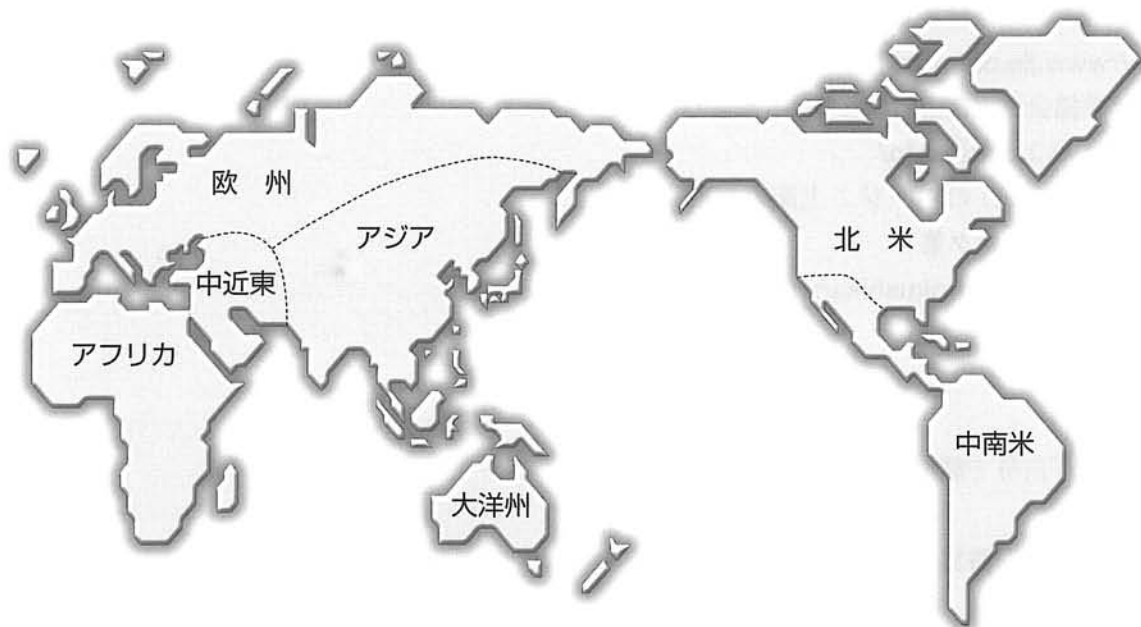 欧 州
アジア
北 米
中近東
アフリカ
中南米
大洋州